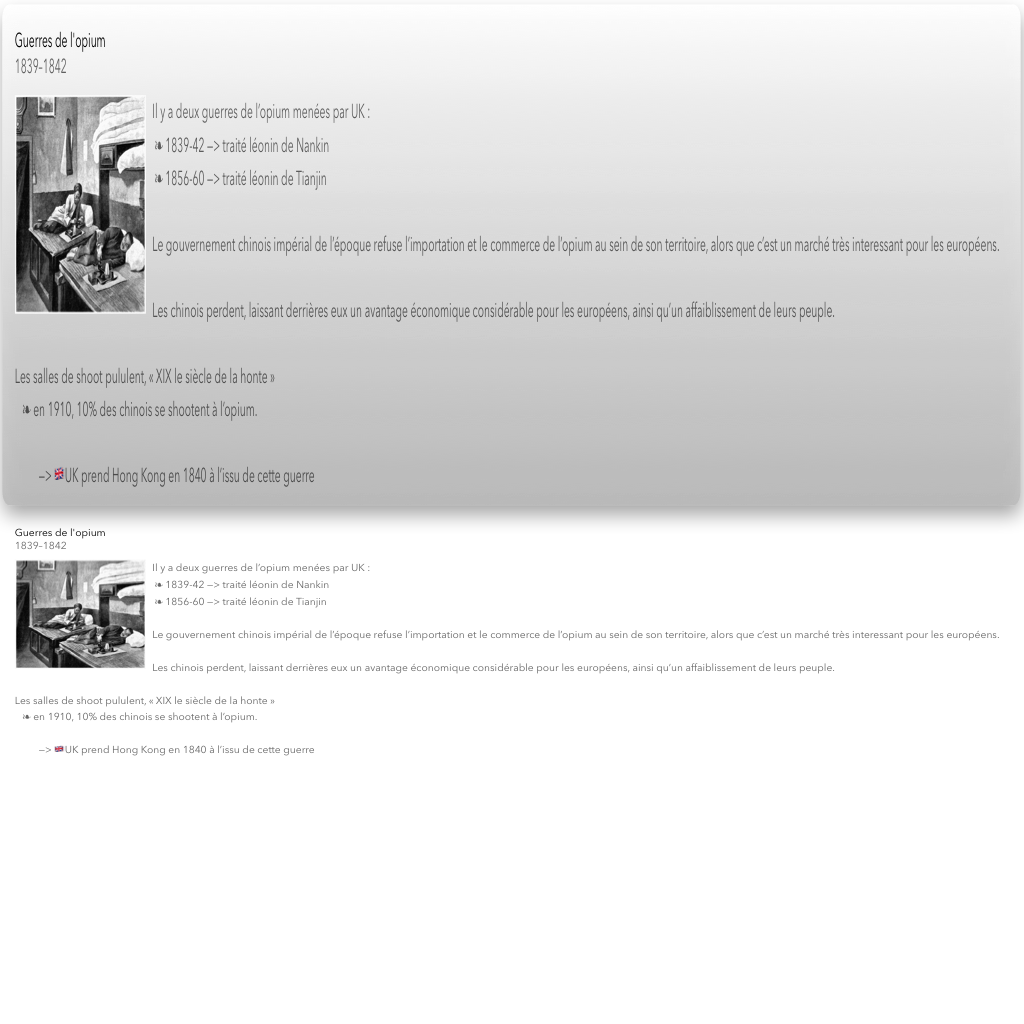 Guerres de l'opium
1839-1842
Il y a deux guerres de l’opium menées par UK :
❧ 1839-42 —> traité léonin de Nankin
❧ 1856-60 —> traité léonin de Tianjin
Le gouvernement chinois impérial de l’époque refuse l’importation et le commerce de l’opium au sein de son territoire, alors que c’est un marché très interessant pour les européens.
Les chinois perdent, laissant derrières eux un avantage économique considérable pour les européens, ainsi qu’un affaiblissement de leurs peuple.
Les salles de shoot pululent, « XIX le siècle de la honte »
❧ en 1910, 10% des chinois se shootent à l’opium.
—> 🇬🇧UK prend Hong Kong en 1840 à l’issu de cette guerre
Guerres de l'opium
1839-1842
Il y a deux guerres de l’opium menées par UK :
❧ 1839-42 —> traité léonin de Nankin
❧ 1856-60 —> traité léonin de Tianjin
Le gouvernement chinois impérial de l’époque refuse l’importation et le commerce de l’opium au sein de son territoire, alors que c’est un marché très interessant pour les européens.
Les chinois perdent, laissant derrières eux un avantage économique considérable pour les européens, ainsi qu’un affaiblissement de leurs peuple.
Les salles de shoot pululent, « XIX le siècle de la honte »
❧ en 1910, 10% des chinois se shootent à l’opium.
—> 🇬🇧UK prend Hong Kong en 1840 à l’issu de cette guerre